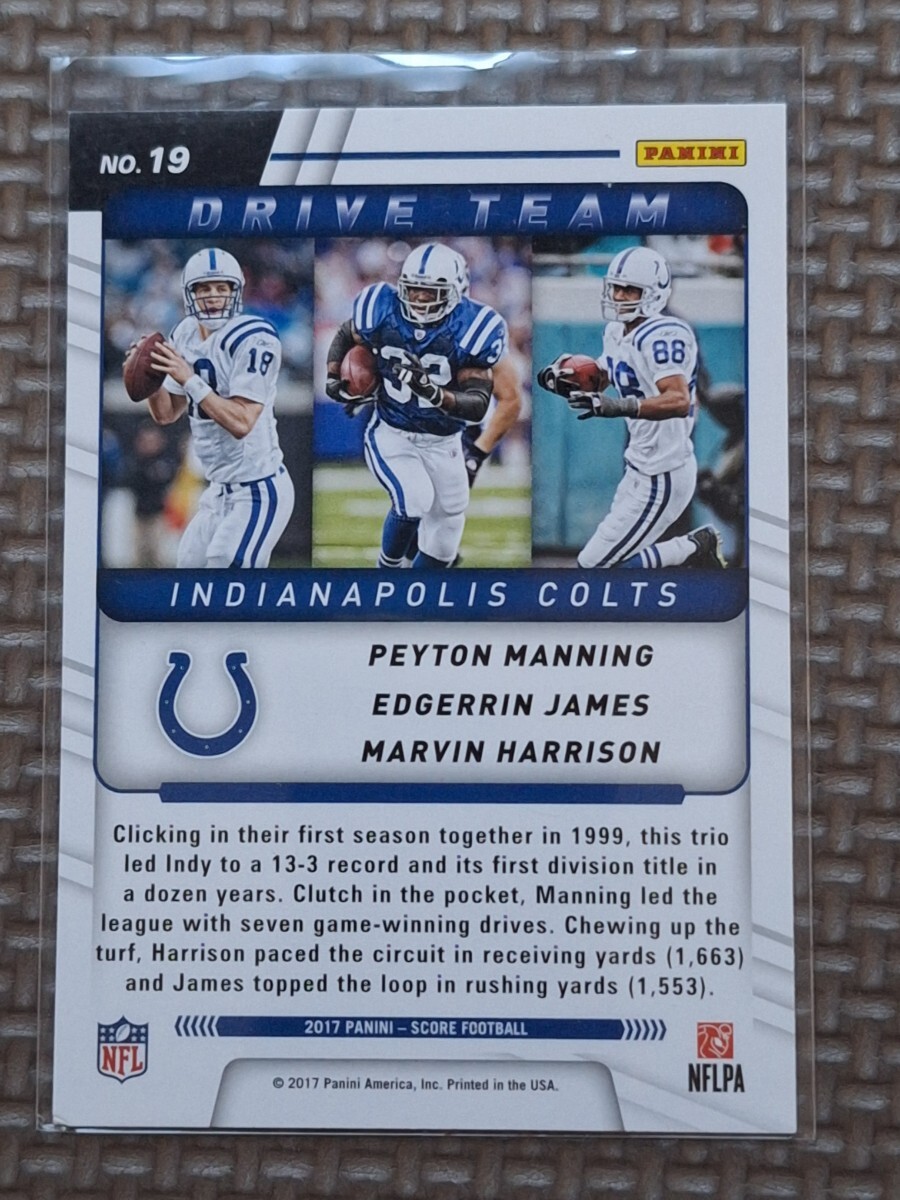 NO. 19
PANINI
DRIVE TEAM
18
32
88
INDIANAPOLIS COLTS
PEYTON MANNING
EDGERRIN JAMES
MARVIN HARRISON
Clicking in their first season together in 1999, this trio
led Indy to a 13-3 record and its first division title in
a dozen years. Clutch in the pocket, Manning led the
league with seven game-winning drives. Chewing up the
turf, Harrison paced the circuit in receiving yards (1,663)
and James topped the loop in rushing yards (1,553).
2017 PANINI – SCORE FOOTBALL
NFL
NFLPA
© 2017 Panini America, Inc. Printed in the USA.